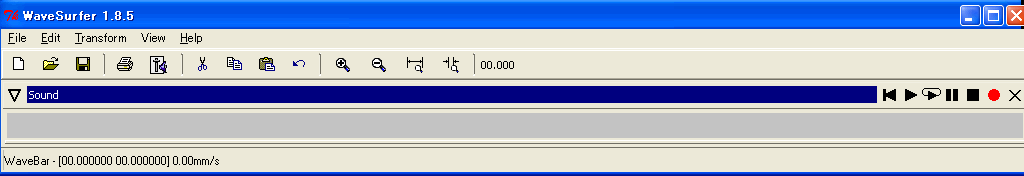 WaveSurfer 1.8.5
File Edit Transform View Help
00.000
Sound
WaveBar - [00.000000 00.000000] 0.00mm/s